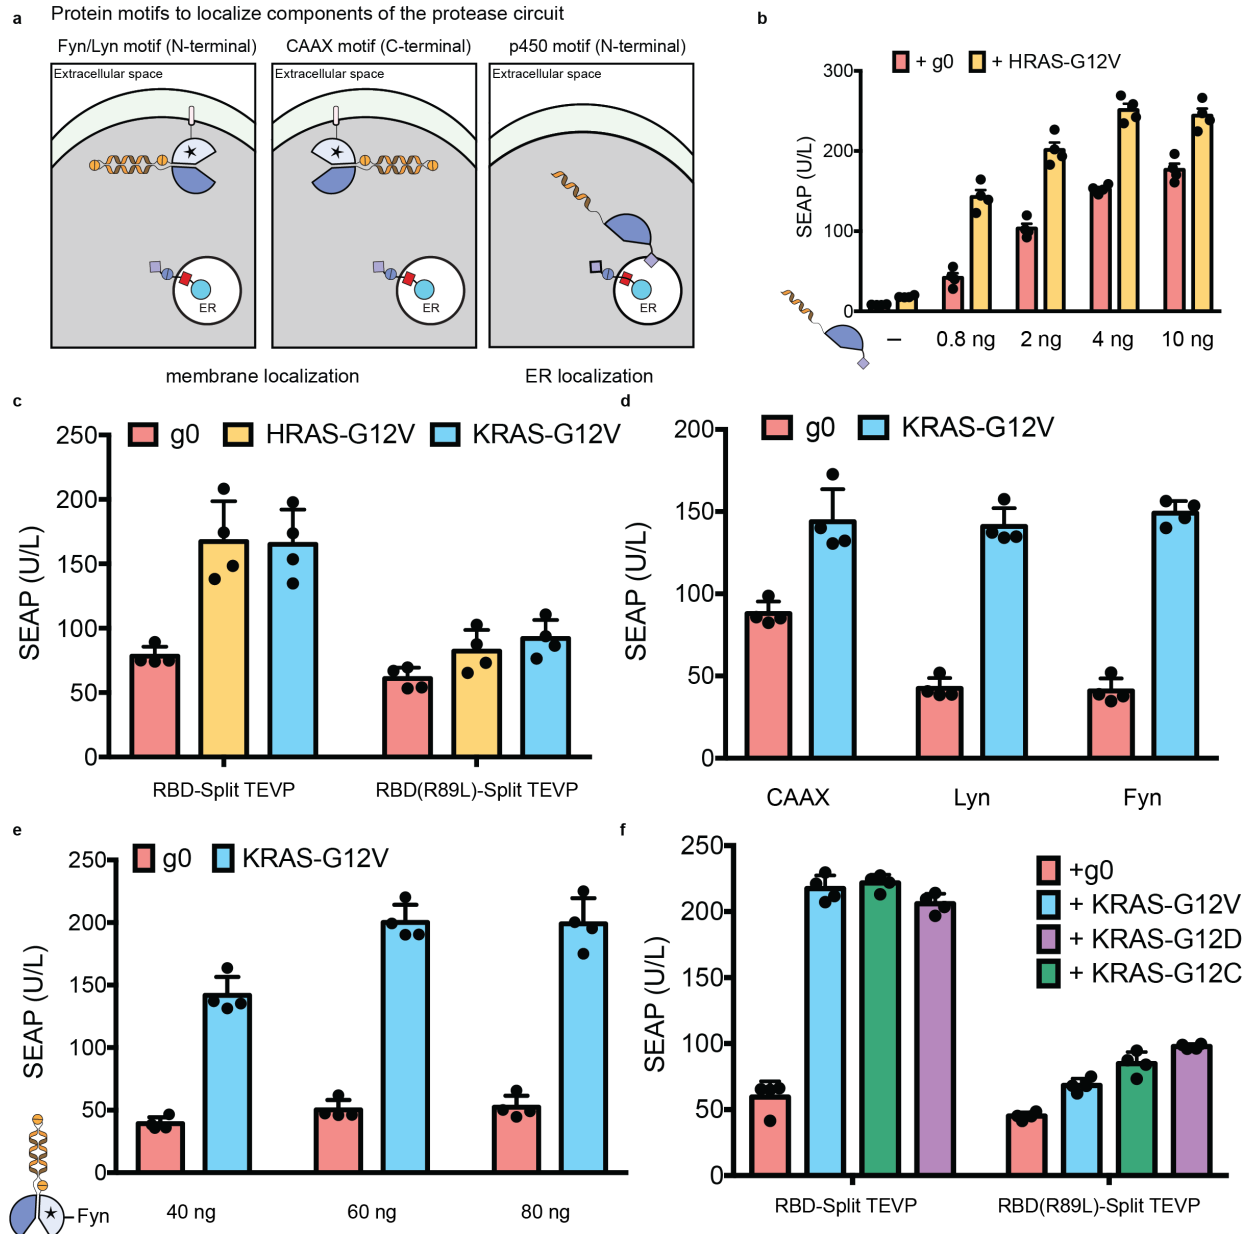 a
Protein motifs to localize components of the protease circuit
Fyn/Lyn motif (N-terminal)
CAAX motif (C-terminal)
p450 motif (N-terminal)
Extracellular space
Extracellular space
Extracellular space
ER
ER
ER
membrane localization
ER localization
b
+ g0
+ HRAS-G12V
SEAP (U/L)
300
200
100
0
–
0.8 ng
2 ng
4 ng
10 ng
c
g0
HRAS-G12V
KRAS-G12V
SEAP (U/L)
250
200
150
100
50
0
RBD-Split TEVP
RBD(R89L)-Split TEVP
d
g0
KRAS-G12V
SEAP (U/L)
200
150
100
50
0
CAAX
Lyn
Fyn
e
g0
KRAS-G12V
SEAP (U/L)
250
200
150
100
50
0
40 ng
60 ng
80 ng
Fyn
f
+g0
+ KRAS-G12V
+ KRAS-G12D
+ KRAS-G12C
SEAP (U/L)
250
200
150
100
50
0
RBD-Split TEVP
RBD(R89L)-Split TEVP